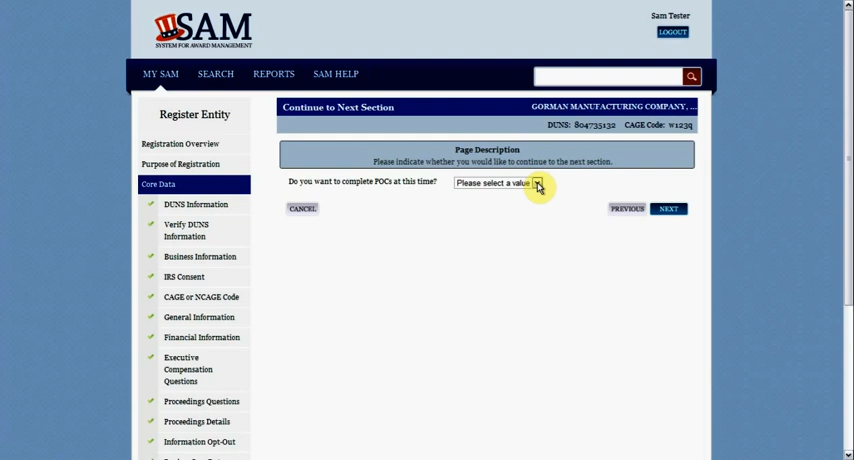 SAM
SYSTEM FOR AWARD MANAGEMENT
Sam Tester
LOGOUT
MY SAM SEARCH REPORTS SAM HELP
Register Entity
Registration Overview
Purpose of Registration
Core Data
DUNS Information
Verify DUNS
Information
Business Information
IRS Consent
CAGE or NCAGE Code
General Information
Financial Information
Executive
Compensation
Questions
Proceedings Questions
Proceedings Details
Information Opt-Out
Continue to Next Section GORMAN MANUFACTURING COMPANY, ...
DUNS: 804735132 CAGE Code: w123q
Page Description
Please indicate whether you would like to continue to the next section.
Do you want to complete POCs at this time? Please select a value
CANCEL PREVIOUS NEXT